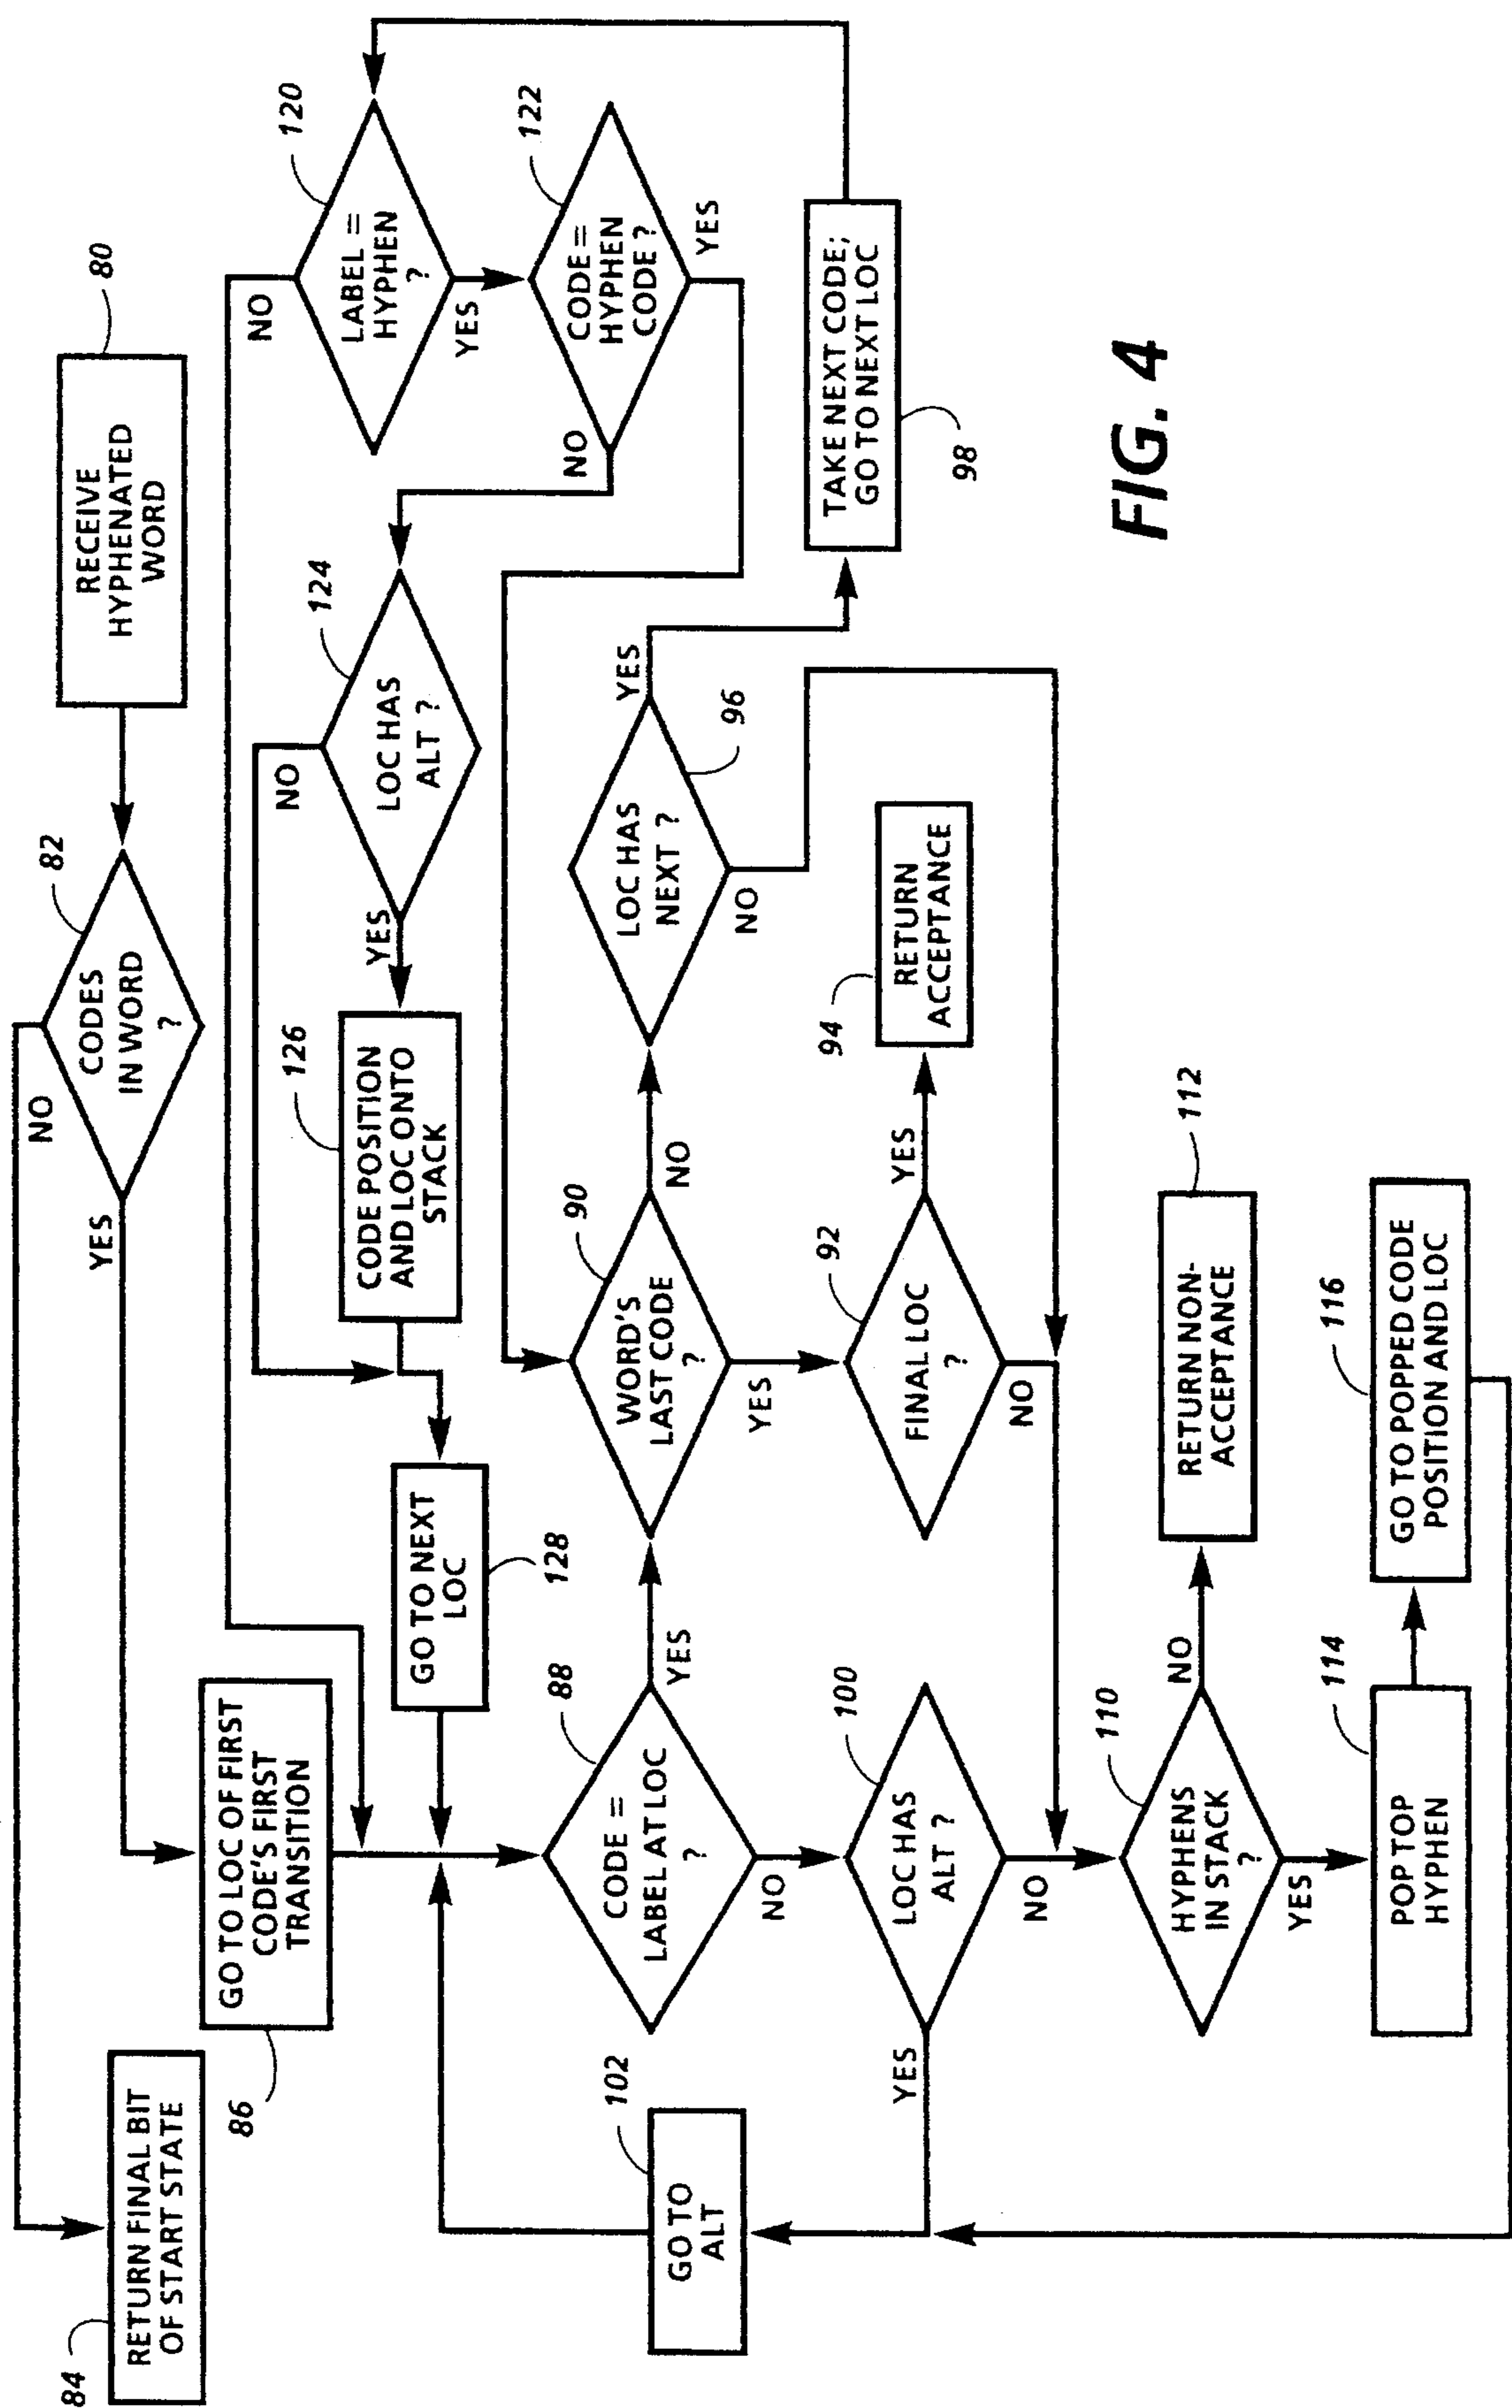 80
RECEIVE
HYPHENATED
WORD
82
CODES
IN WORD
?
NO
YES
84
RETURN FINAL BIT
OF START STATE
86
GO TO LOC OF FIRST
CODE'S FIRST
TRANSITION
120
LABEL =
HYPHEN
?
NO
YES
122
CODE =
HYPHEN
CODE ?
NO
YES
124
LOC HAS
ALT ?
NO
YES
126
CODE POSITION
AND LOC ONTO
STACK
128
GO TO NEXT
LOC
88
CODE =
LABEL AT LOC
?
YES
NO
90
WORD'S
LAST CODE
?
NO
YES
96
LOC HAS
NEXT ?
YES
NO
98
TAKE NEXT CODE;
GO TO NEXT LOC
92
FINAL LOC
?
YES
NO
94
RETURN
ACCEPTANCE
100
LOC HAS
ALT ?
YES
NO
102
GO TO
ALT
110
HYPHENS
IN STACK
?
NO
YES
112
RETURN NON-
ACCEPTANCE
114
POP TOP
HYPHEN
116
GO TO POPPED CODE
POSITION AND LOC
FIG. 4